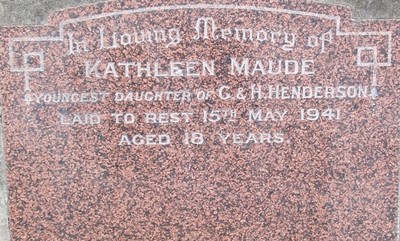 In Loving Memory of
KATHLEEN MAUDE
YOUNGEST DAUGHTER OF C. & H. HENDERSON
LAID TO REST 15TH MAY 1941
AGED 18 YEARS.